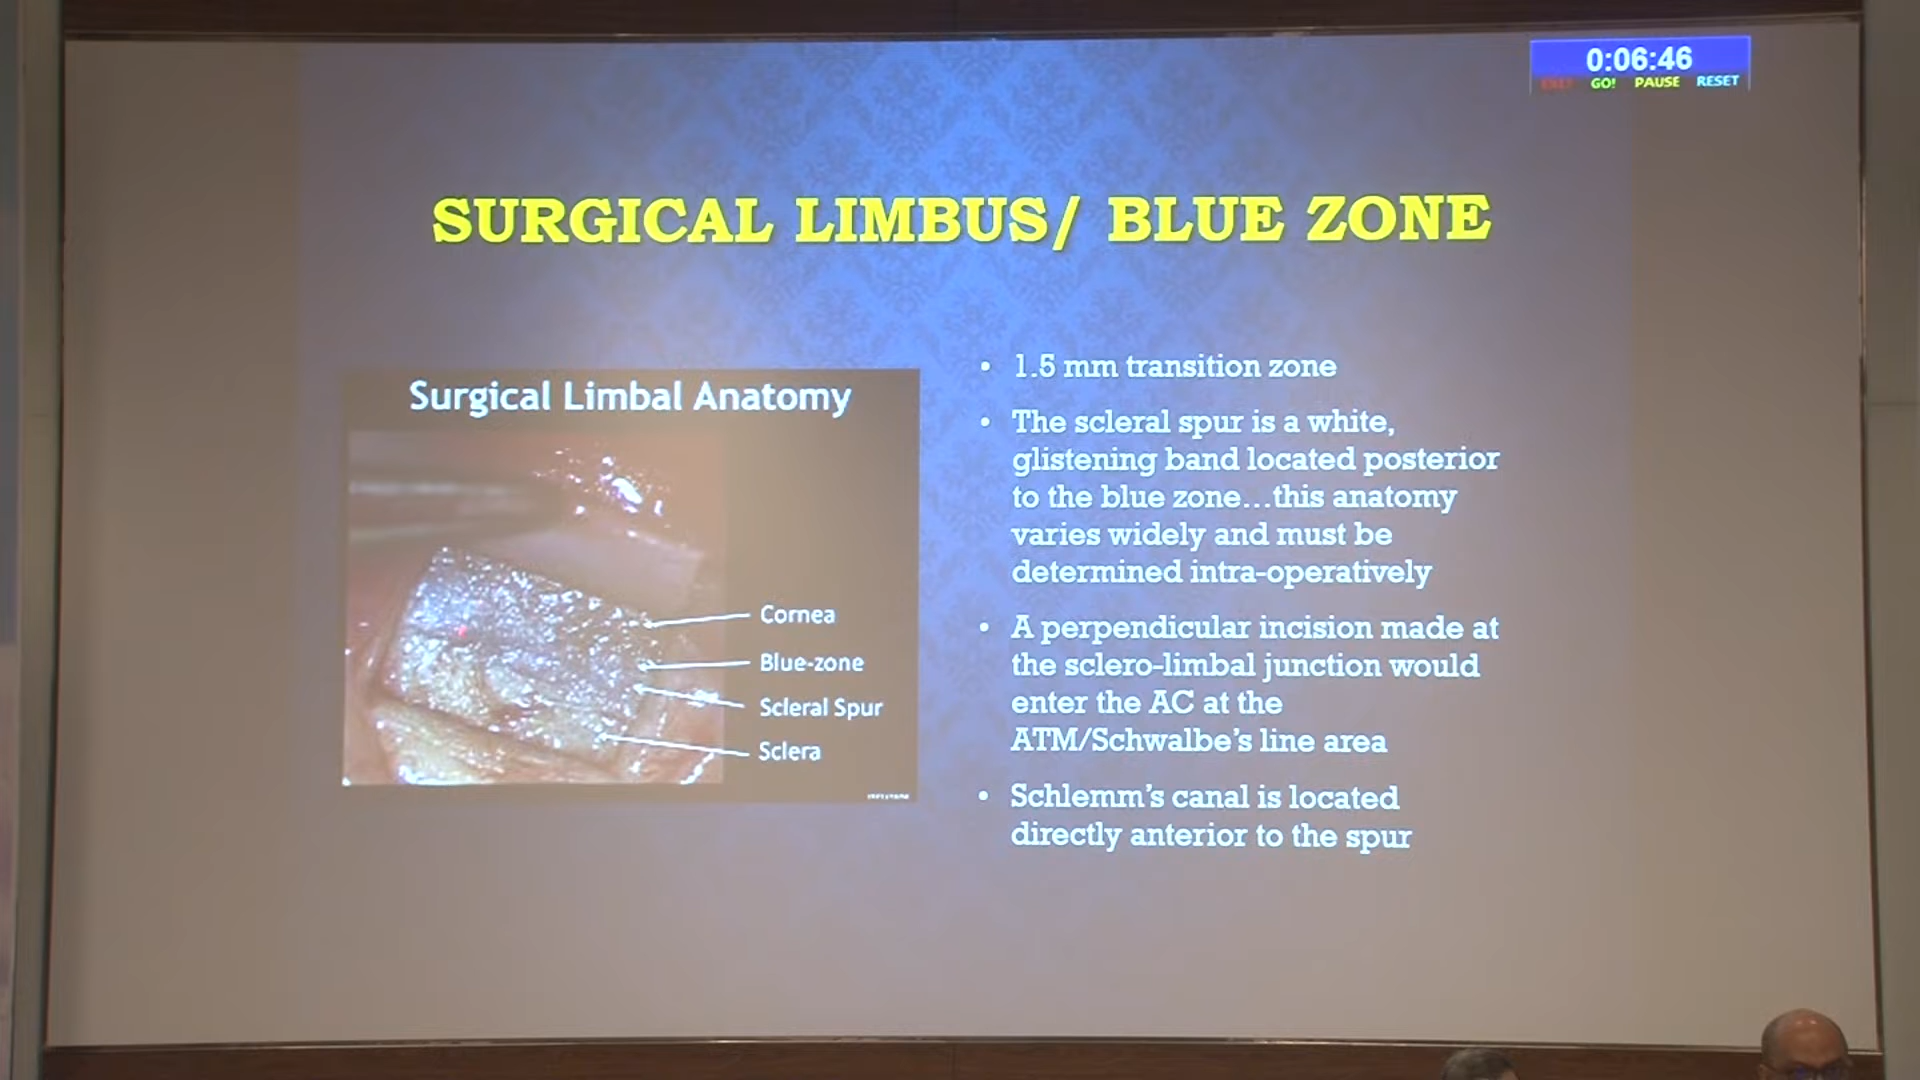 0:06:46
EXIT GO! PAUSE RESET
SURGICAL LIMBUS/ BLUE ZONE
Surgical Limbal Anatomy
Cornea
Blue-zone
Scleral Spur
Sclera
• 1.5 mm transition zone
• The scleral spur is a white,
glistening band located posterior
to the blue zone...this anatomy
varies widely and must be
determined intra-operatively
• A perpendicular incision made at
the sclero-limbal junction would
enter the AC at the
ATM/Schwalbe's line area
• Schlemm's canal is located
directly anterior to the spur